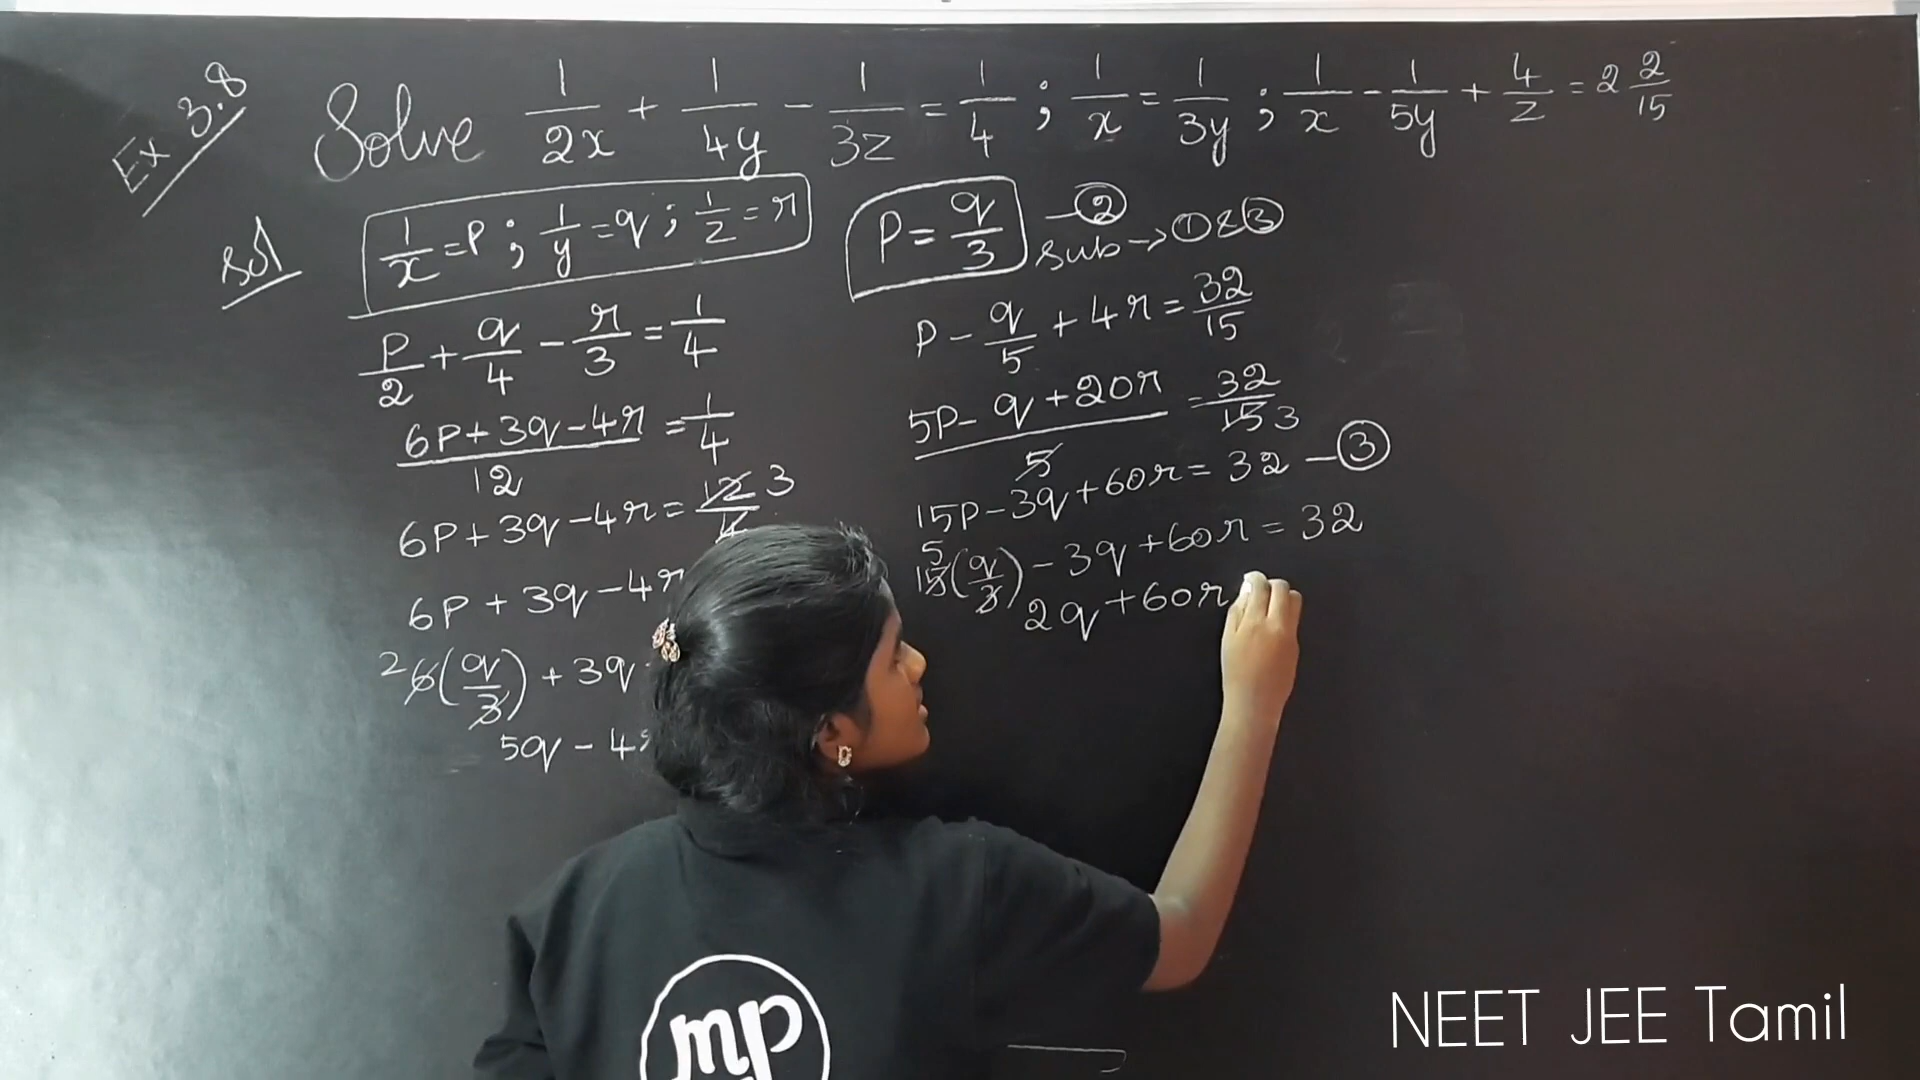 Ex 3.8
Solve 1/2x + 1/4y - 1/3z = 1/4 ; 1/x = 1/3y ; 1/x - 1/5y + 4/z = 2 2/15
sol
1/x = P ; 1/y = q ; 1/z = r
P/2 + q/4 - r/3 = 1/4
6P + 3q - 4r / 12 = 1/4
6P + 3q - 4r = 12/4 3
6P + 3q - 4r
2 6(q/3) + 3q
5q - 4r
P = q/3 - ②
sub → ① & ③
P - q/5 + 4r = 32/15
5P - q + 20r / 5 = 32/15 3
15P - 3q + 60r = 32 - ③
5 15(q/3) - 3q + 60r = 32
2q + 60r
mp
NEET JEE Tamil